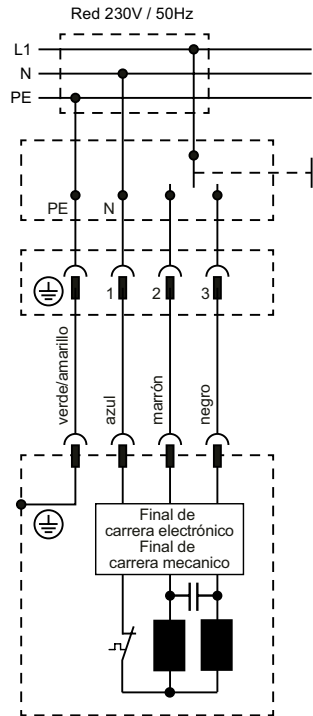 Red 230V / 50Hz
L1
N
PE
PE
N
1
2
3
verde/amarillo
azul
marrón
negro
Final de
carrera electrónico
Final de
carrera mecanico